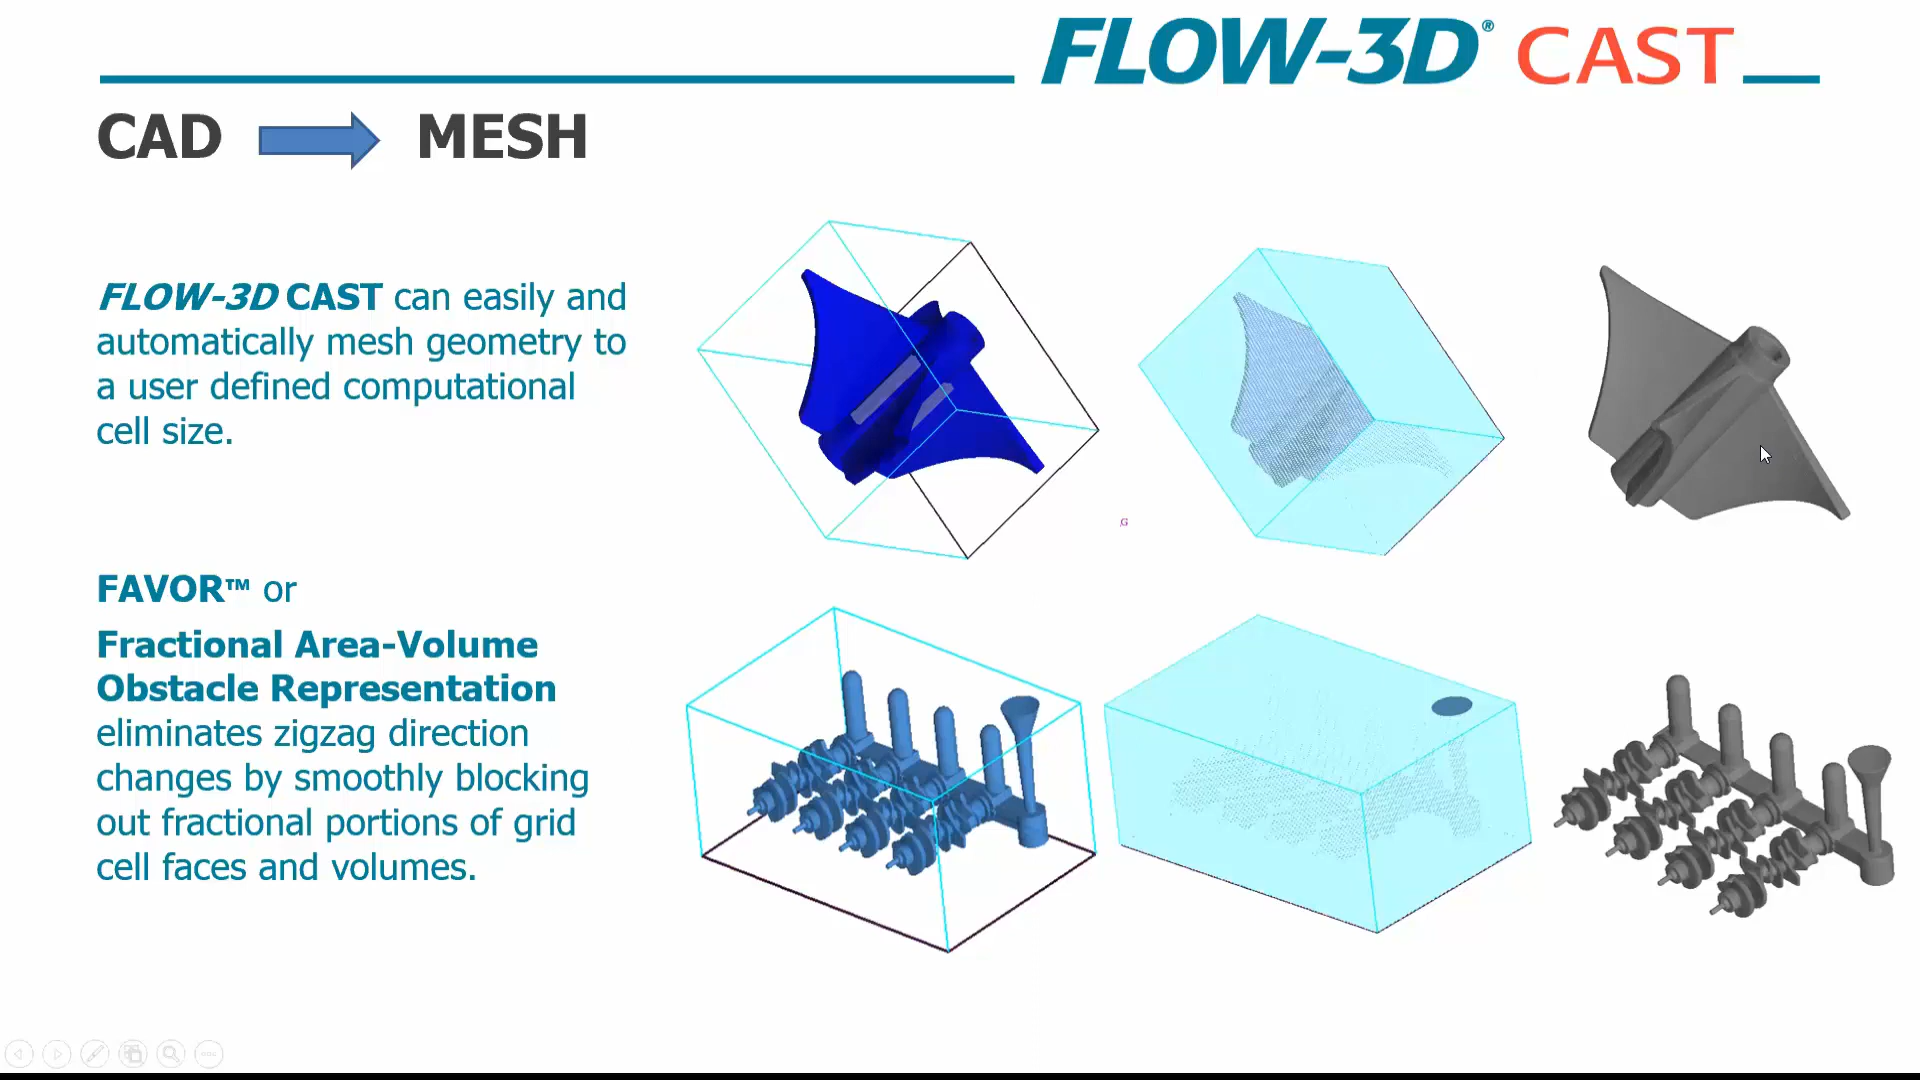 FLOW-3D® CAST
CAD MESH
FLOW-3D CAST can easily and
automatically mesh geometry to
a user defined computational
cell size.
G
FAVOR™ or
Fractional Area-Volume
Obstacle Representation
eliminates zigzag direction
changes by smoothly blocking
out fractional portions of grid
cell faces and volumes.